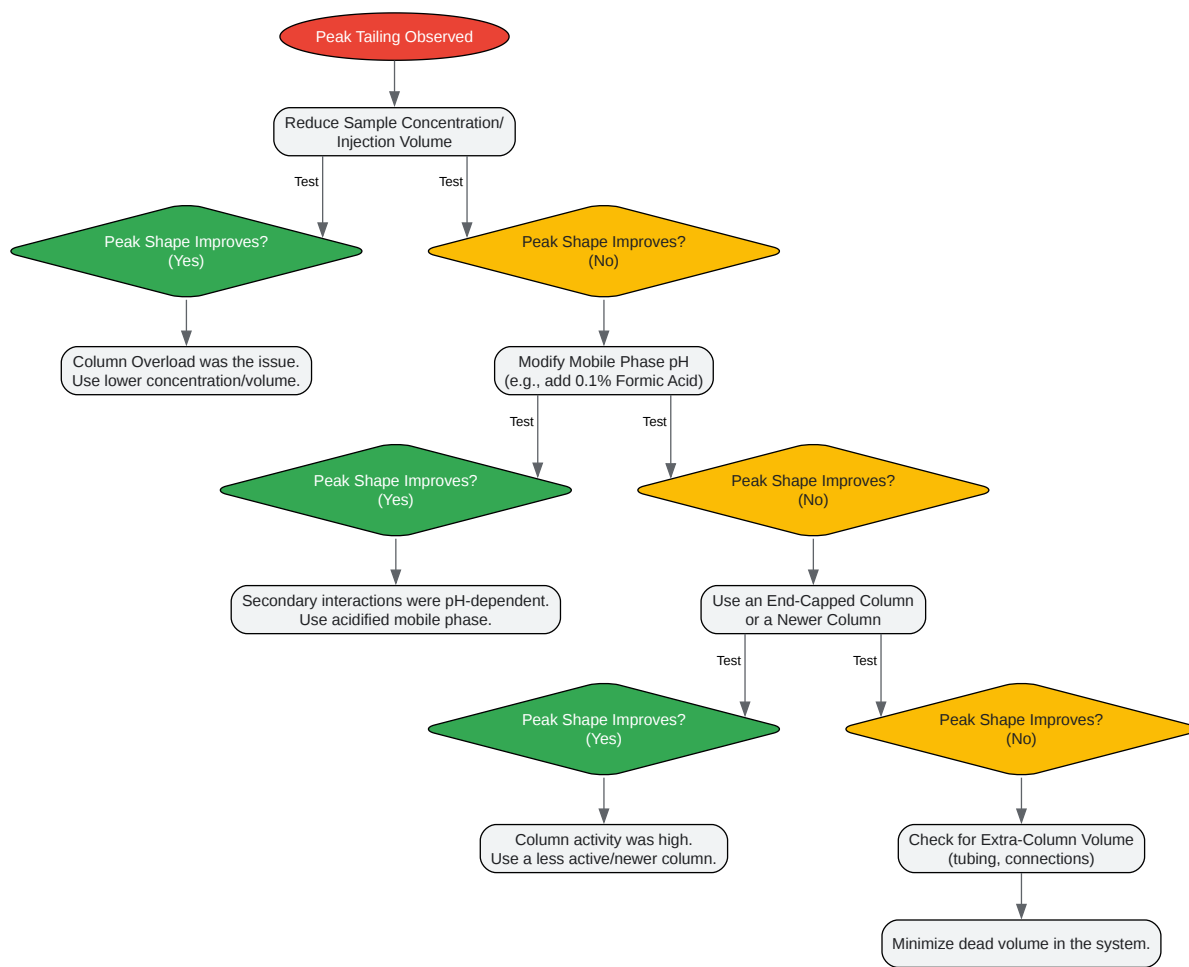 Peak Tailing Observed
Reduce Sample Concentration/
Injection Volume
Test
Test
Peak Shape Improves?
(Yes)
Peak Shape Improves?
(No)
Column Overload was the issue.
Use lower concentration/volume.
Modify Mobile Phase pH
(e.g., add 0.1% Formic Acid)
Test
Test
Peak Shape Improves?
(Yes)
Peak Shape Improves?
(No)
Secondary interactions were pH-dependent.
Use acidified mobile phase.
Use an End-Capped Column
or a Newer Column
Test
Test
Peak Shape Improves?
(Yes)
Peak Shape Improves?
(No)
Column activity was high.
Use a less active/newer column.
Check for Extra-Column Volume
(tubing, connections)
Minimize dead volume in the system.